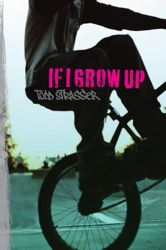 IF I GROW UP
TODD STRASSER